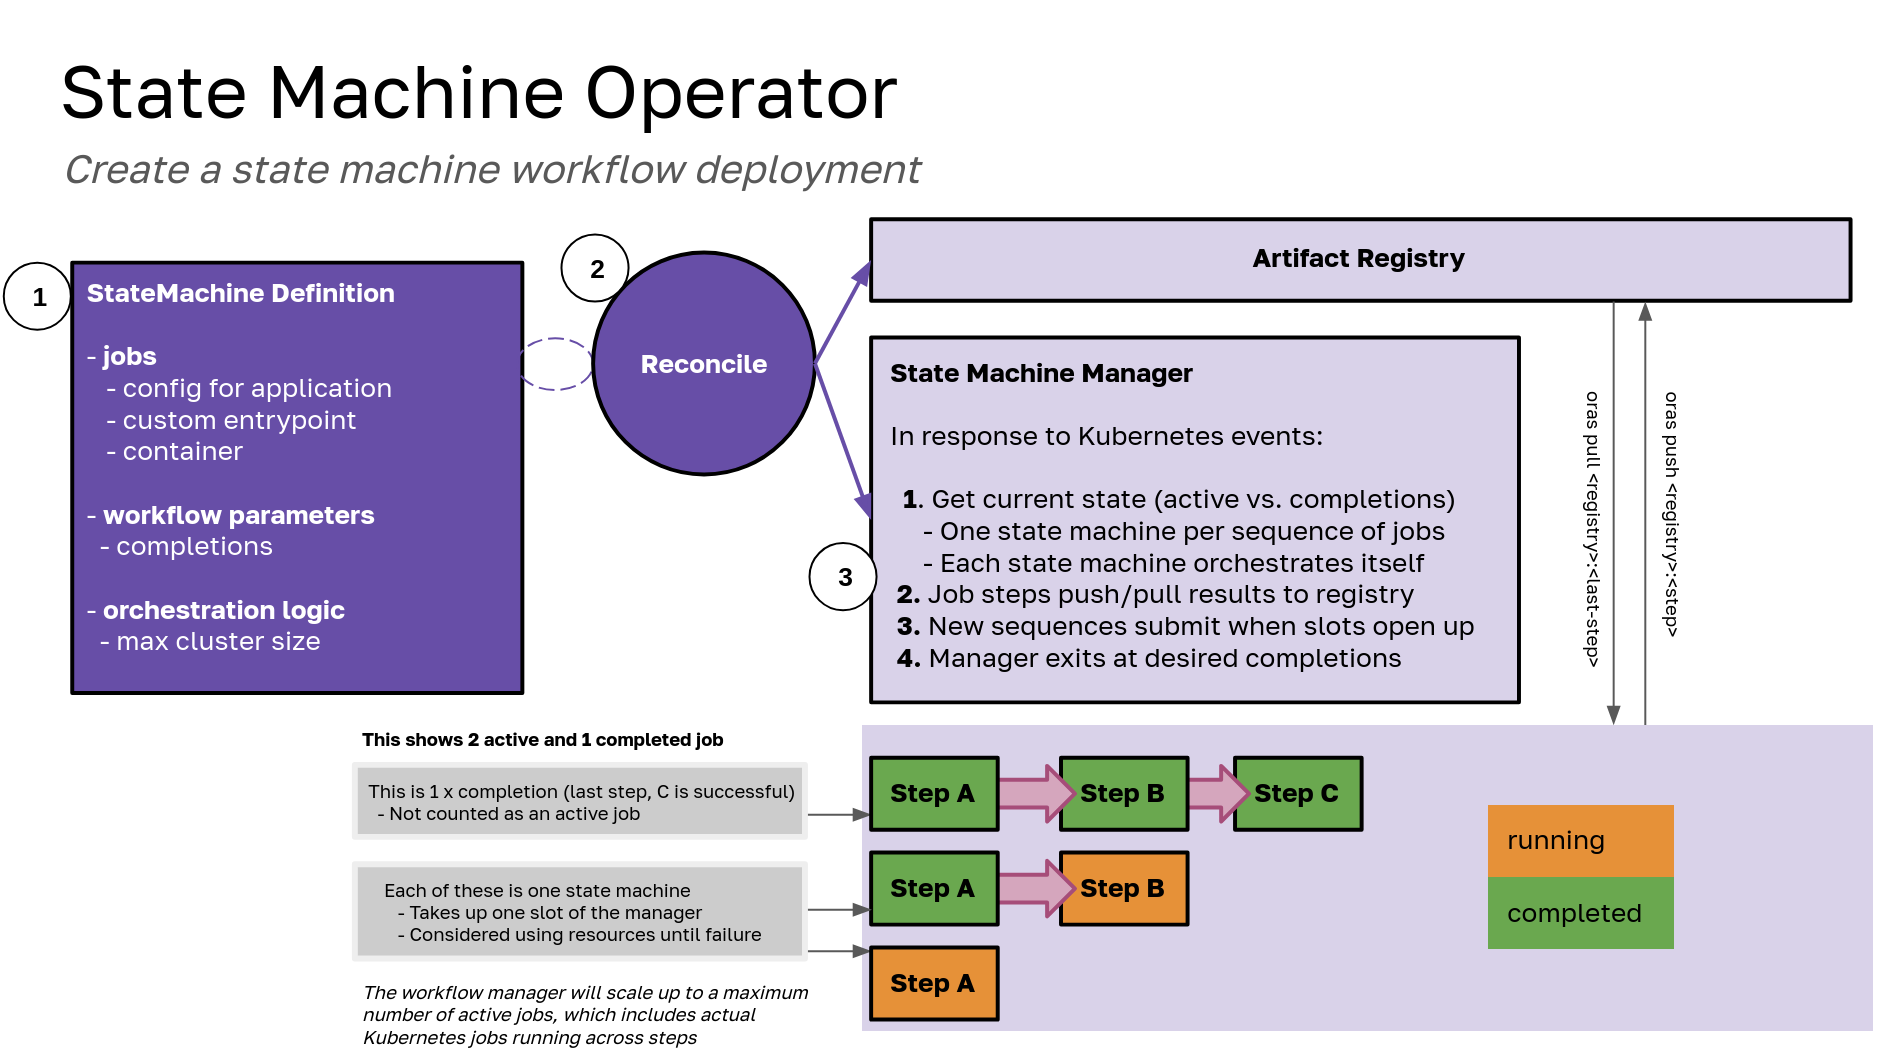 State Machine Operator
Create a state machine workflow deployment
1
StateMachine Definition
- jobs
- config for application
- custom entrypoint
- container
- workflow parameters
- completions
- orchestration logic
- max cluster size
2
Reconcile
Artifact Registry
3
State Machine Manager
In response to Kubernetes events:
1. Get current state (active vs. completions)
- One state machine per sequence of jobs
- Each state machine orchestrates itself
2. Job steps push/pull results to registry
3. New sequences submit when slots open up
4. Manager exits at desired completions
oras pull <registry>:<last-step>
oras push <registry>:<step>
This shows 2 active and 1 completed job
This is 1 x completion (last step, C is successful)
- Not counted as an active job
Each of these is one state machine
- Takes up one slot of the manager
- Considered using resources until failure
The workflow manager will scale up to a maximum
number of active jobs, which includes actual
Kubernetes jobs running across steps
Step A
Step B
Step C
Step A
Step B
Step A
running
completed